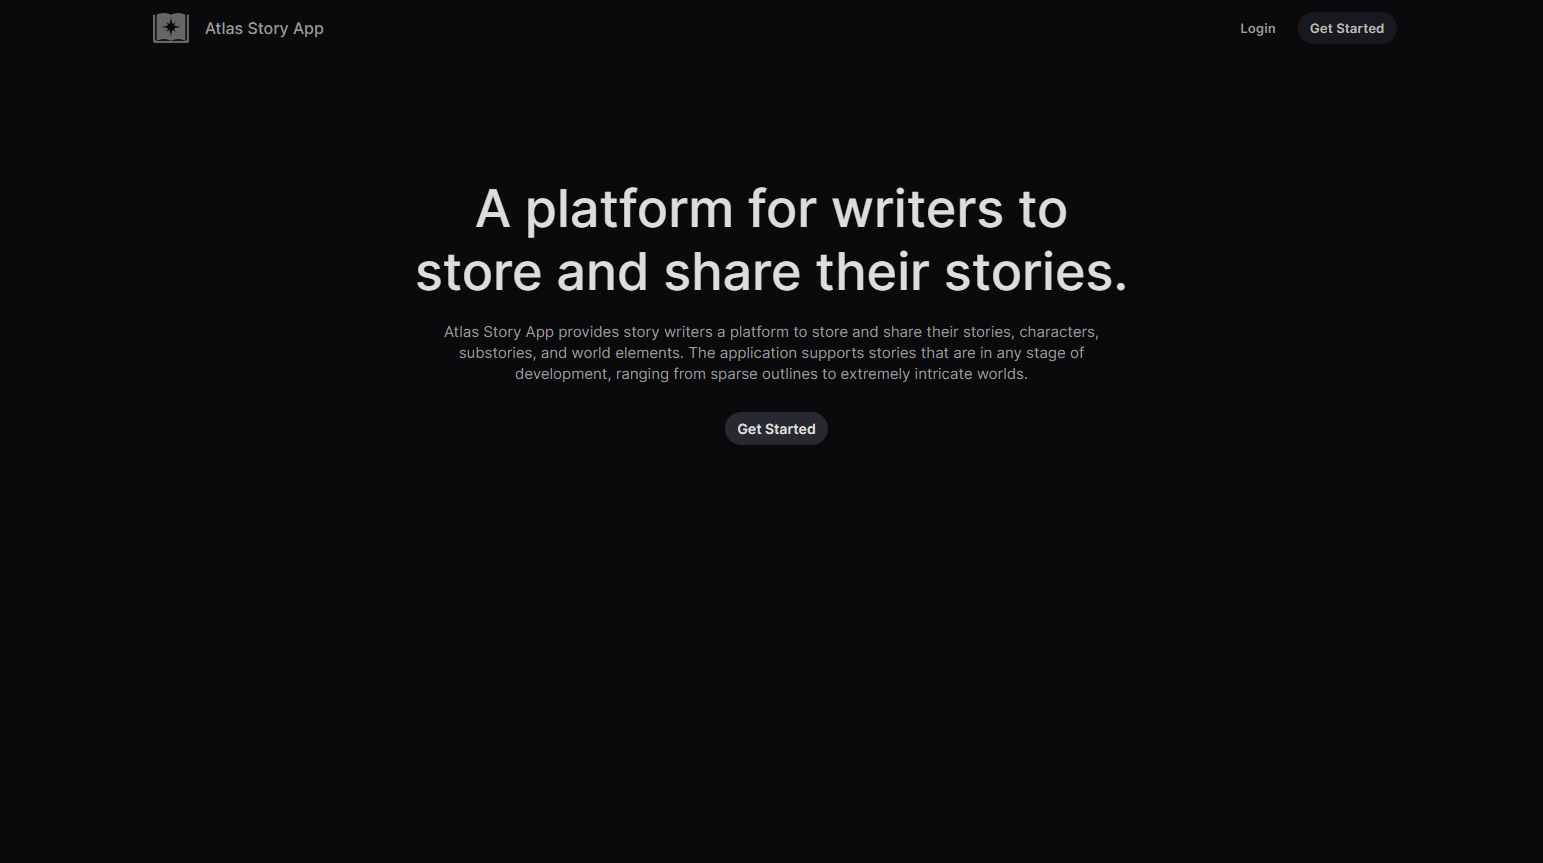 Atlas Story App
Login
Get Started
A platform for writers to
store and share their stories.
Atlas Story App provides story writers a platform to store and share their stories, characters,
substories, and world elements. The application supports stories that are in any stage of
development, ranging from sparse outlines to extremely intricate worlds.
Get Started